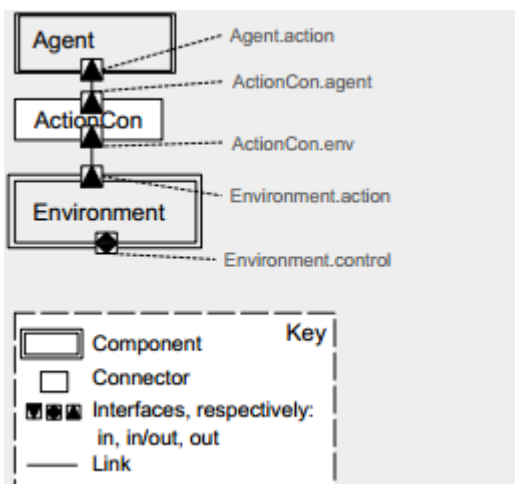 Agent
Agent.action
ActionCon.agent
ActionCon
ActionCon.env
Environment.action
Environment
Environment.control
Key
Component
Connector
Interfaces, respectively:
in, in/out, out
Link